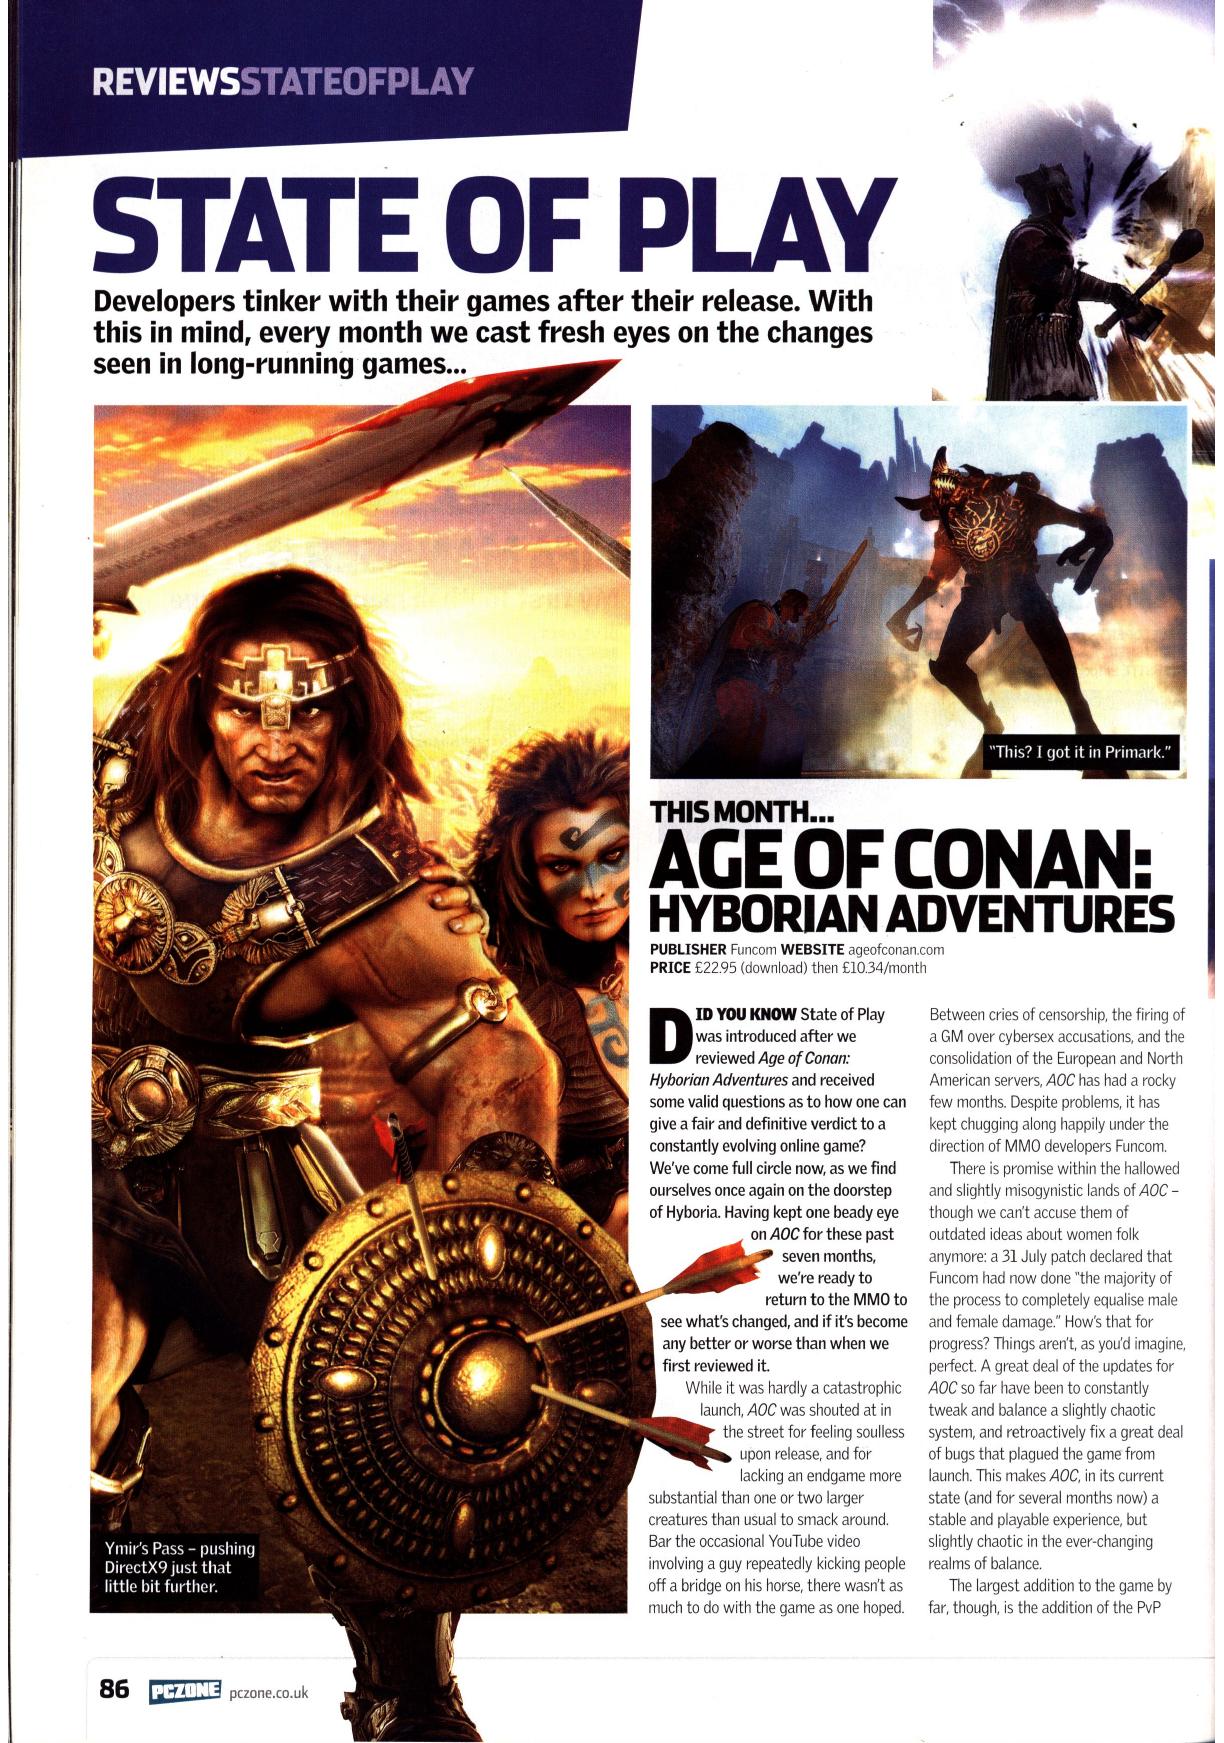 REVIEWSSTATEOFPLAY
STATE OF PLAY
Developers tinker with their games after their release. With
this in mind, every month we cast fresh eyes on the changes
seen in long-running games...
"This? I got it in Primark."
THIS MONTH...
AGE OF CONAN:
HYBORIAN ADVENTURES
PUBLISHER Funcom WEBSITE ageofconan.com
PRICE £22.95 (download) then £10.34/month
DID YOU KNOW State of Play
was introduced after we
reviewed Age of Conan:
Hyborian Adventures and received
some valid questions as to how one can
give a fair and definitive verdict to a
constantly evolving online game?
We've come full circle now, as we find
ourselves once again on the doorstep
of Hyboria. Having kept one beady eye
on AOC for these past
seven months,
we're ready to
return to the MMO to
see what's changed, and if it's become
any better or worse than when we
first reviewed it.
While it was hardly a catastrophic
launch, AOC was shouted at in
the street for feeling soulless
upon release, and for
lacking an endgame more
substantial than one or two larger
creatures than usual to smack around.
Bar the occasional YouTube video
involving a guy repeatedly kicking people
off a bridge on his horse, there wasn't as
much to do with the game as one hoped.
Between cries of censorship, the firing of
a GM over cybersex accusations, and the
consolidation of the European and North
American servers, AOC has had a rocky
few months. Despite problems, it has
kept chugging along happily under the
direction of MMO developers Funcom.
There is promise within the hallowed
and slightly misogynistic lands of AOC –
though we can't accuse them of
outdated ideas about women folk
anymore: a 31 July patch declared that
Funcom had now done "the majority of
the process to completely equalise male
and female damage." How's that for
progress? Things aren't, as you'd imagine,
perfect. A great deal of the updates for
AOC so far have been to constantly
tweak and balance a slightly chaotic
system, and retroactively fix a great deal
of bugs that plagued the game from
launch. This makes AOC, in its current
state (and for several months now) a
stable and playable experience, but
slightly chaotic in the ever-changing
realms of balance.
The largest addition to the game by
far, though, is the addition of the PvP
Ymir's Pass – pushing
DirectX9 just that
little bit further.
86 PCZONE pczone.co.uk